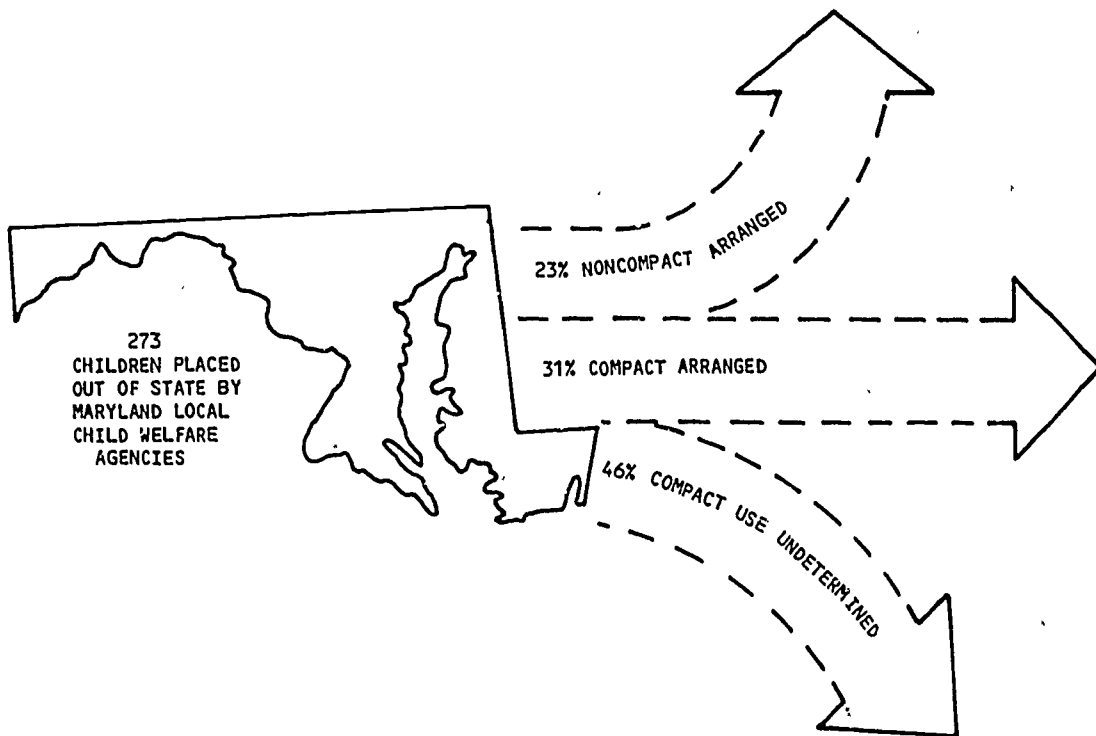 23% NONCOMPACT ARRANGED
273
CHILDREN PLACED
OUT OF STATE BY
MARYLAND LOCAL
CHILD WELFARE
AGENCIES
31% COMPACT ARRANGED
46% COMPACT USE UNDETERMINED